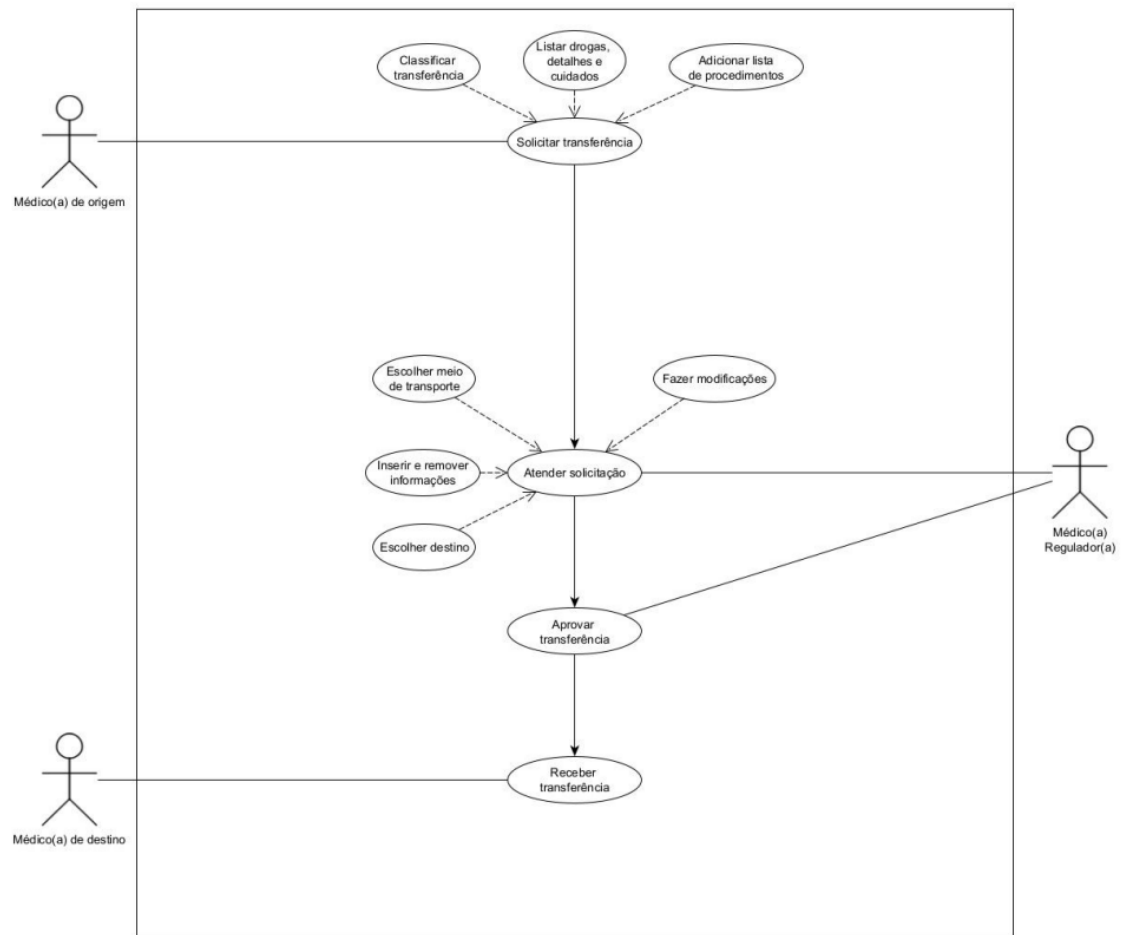 Classificar
transferência
Listar drogas,
detalhes e
cuidados
Adicionar lista
de procedimentos
Solicitar transferência
Médico(a) de origem
Escolher meio
de transporte
Fazer modificações
Inserir e remover
informações
Atender solicitação
Escolher destino
Médico(a)
Regulador(a)
Aprovar
transferência
Receber
transferência
Médico(a) de destino